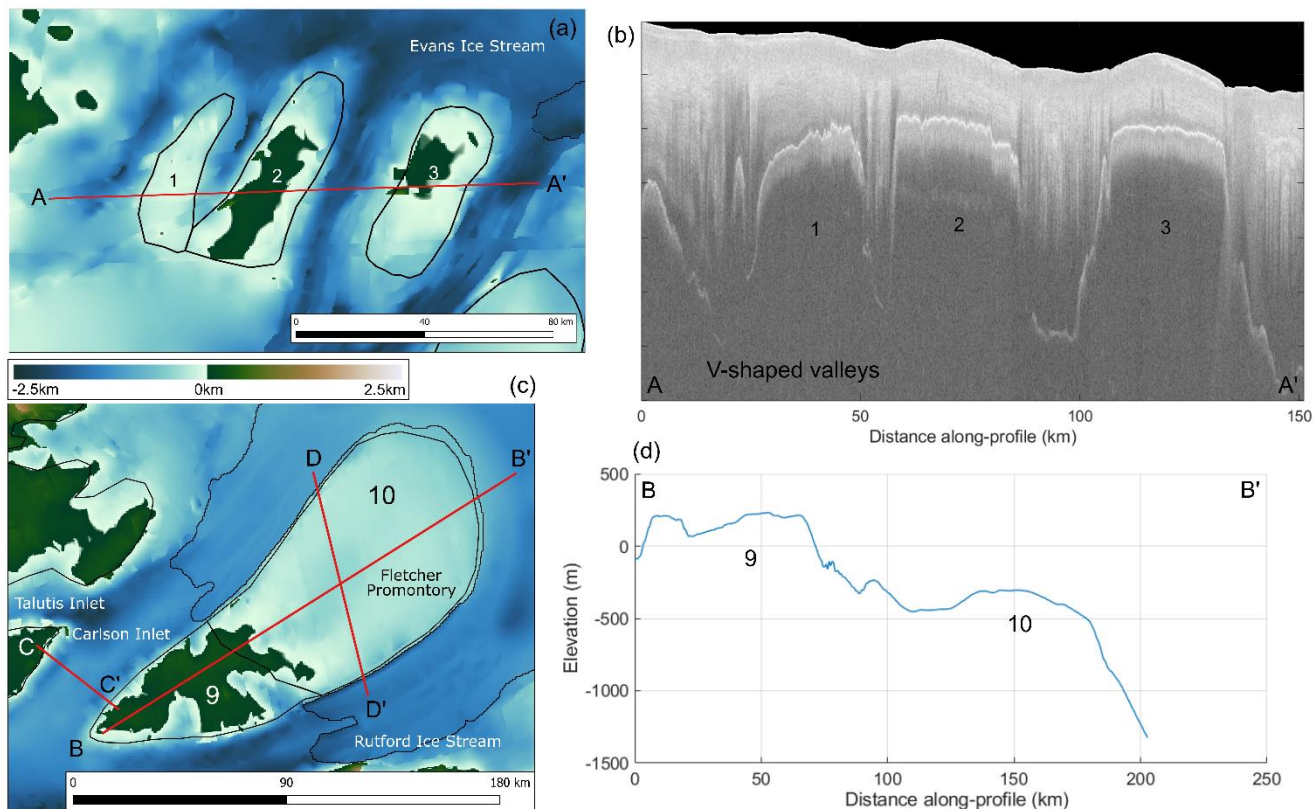 (a)
Evans Ice Stream
1
2
3
A
A'
0
40
80 km
-2.5km
0km
2.5km
(b)
1
2
3
V-shaped valleys
A
A'
0
50
100
150
Distance along-profile (km)
(c)
D
B'
10
Fletcher
Promontory
Talutis Inlet
Carlson Inlet
C
C'
9
D'
B
Rutford Ice Stream
0
90
180 km
(d)
B
B'
500
0
-500
-1000
-1500
Elevation (m)
9
10
0
50
100
150
200
250
Distance along-profile (km)